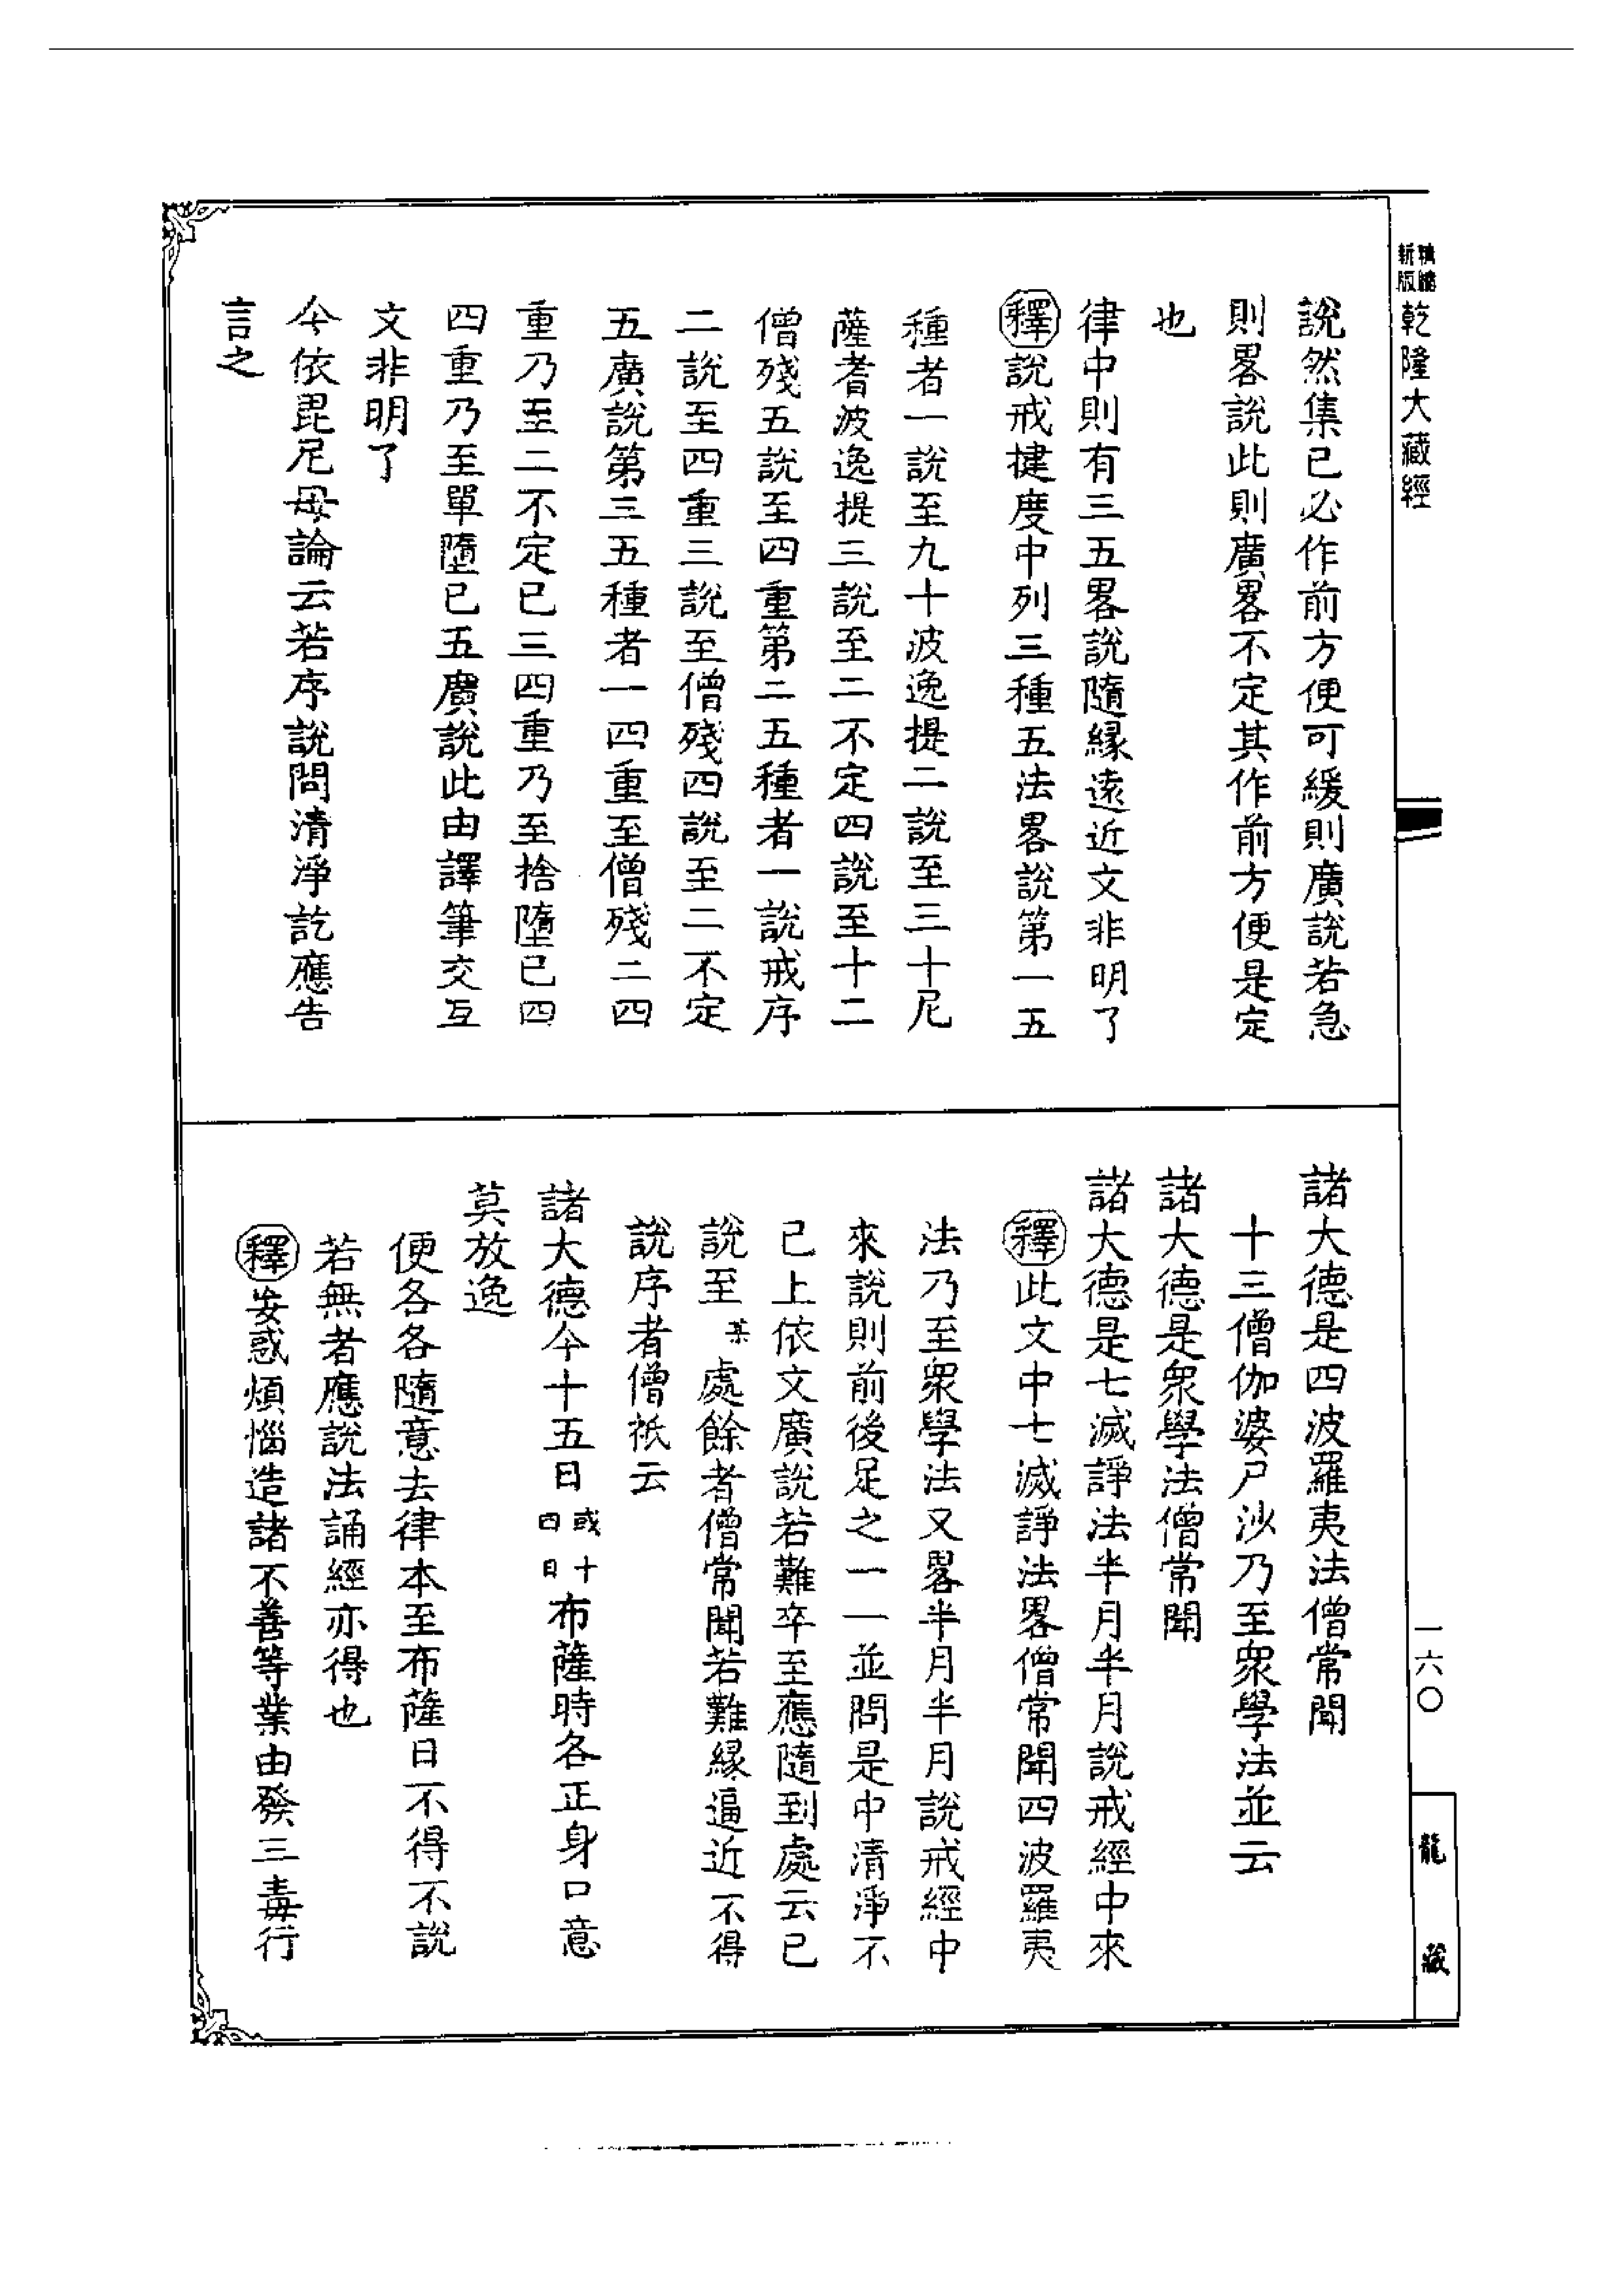 新版
精縮
乾隆大藏經
說然集已必作前方便可緩則廣說若急
則畧說此則廣畧不定其作前方便是定
也
律中則有三五畧說隨緣遠近文非明了
釋說戒揵度中列三種五法畧說第一五
種者一說至九十波逸提二說至三十尼
薩耆波逸提三說至二不定四說至十二
僧殘五說至四重第二五種者一說戒序
二說至四重三說至僧殘四說至二不定
五廣說第三五種者一四重至僧殘二四
重乃至二不定已三四重乃至捨墮已四
四重乃至單墮已五廣說此由譯筆交互
文非明了
今依毘尼母論云若序說問清淨訖應告
言之
諸大德是四波羅夷法僧常聞
十三僧伽婆尸沙乃至眾學法並云
諸大德是眾學法僧常聞
諸大德是七滅諍法半月半月說戒經中來
釋此文中七滅諍法畧僧常聞四波羅夷
法乃至眾學法又畧半月半月說戒經中
來說則前後足之一一並問是中清淨不
已上依文廣說若難卒至應隨到處云已
說至某處餘者僧常聞若難緣逼近不得
說序者僧祇云
諸大德今十五日或十四日布薩時各正身口意
莫放逸
便各各隨意去律本至布薩日不得不說
若無者應說法誦經亦得也
釋妄惑煩惱造諸不善等業由發三毒行
一六〇
龍藏